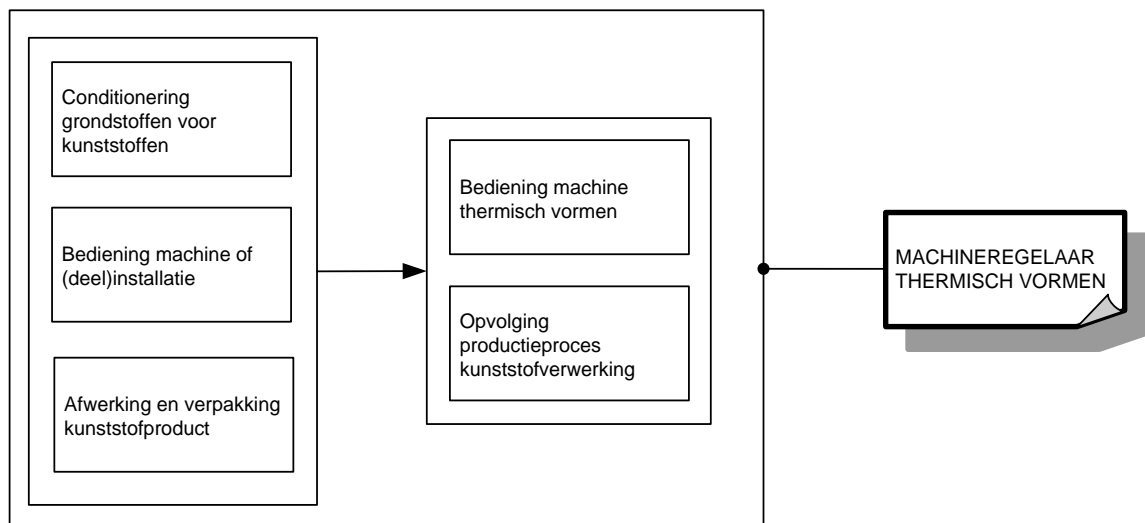 Conditionering
grondstoffen voor
kunststoffen
Bediening machine of
(deel)installatie
Afwerking en verpakking
kunststofproduct
Bediening machine
thermisch vormen
Opvolging
productieproces
kunststofverwerking
MACHINEREGELAAR
THERMISCH VORMEN